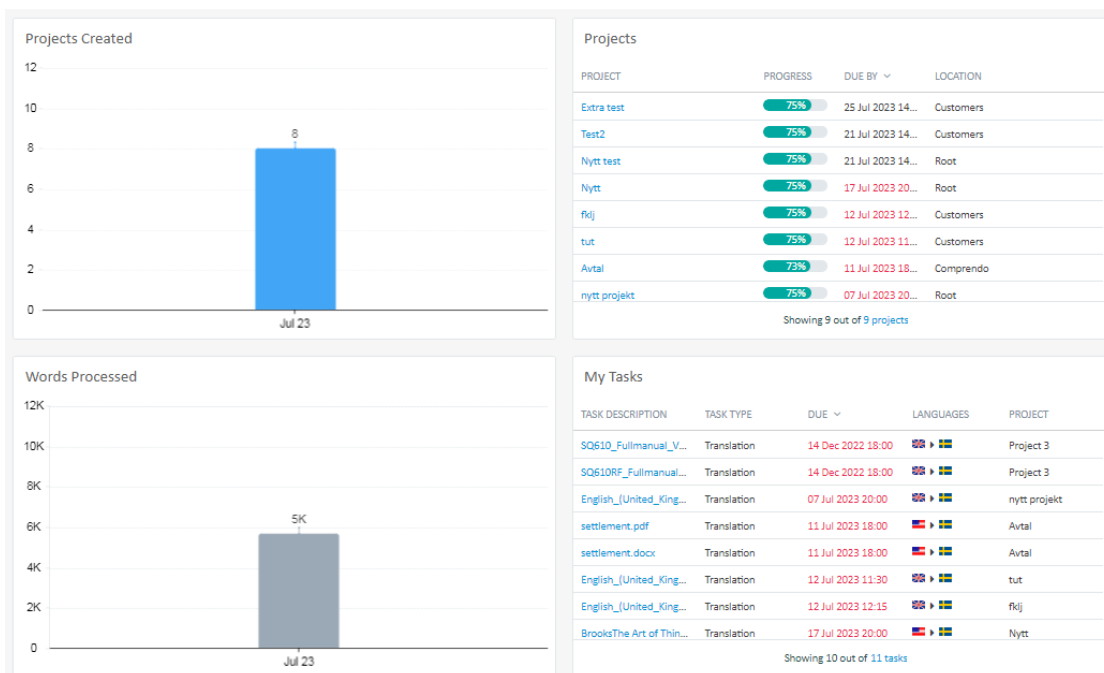 Projects Created
12
10
8
8
6
4
2
0
Jul 23
Projects
PROJECT PROGRESS DUE BY LOCATION
Extra test 75% 25 Jul 2023 14... Customers
Test2 75% 21 Jul 2023 14... Customers
Nytt test 75% 21 Jul 2023 14... Root
Nytt 75% 17 Jul 2023 20... Root
fklj 75% 12 Jul 2023 12... Customers
tut 75% 12 Jul 2023 11... Customers
Avtal 73% 11 Jul 2023 18... Comprendo
nytt projekt 75% 07 Jul 2023 20... Root
Showing 9 out of 9 projects
Words Processed
12K
10K
8K
6K
5K
4K
2K
0
Jul 23
My Tasks
TASK DESCRIPTION TASK TYPE DUE LANGUAGES PROJECT
SQ610_Fullmanual_V... Translation 14 Dec 2022 18:00 Project 3
SQ610RF_Fullmanual... Translation 14 Dec 2022 18:00 Project 3
English_(United_King... Translation 07 Jul 2023 20:00 nytt projekt
settlement.pdf Translation 11 Jul 2023 18:00 Avtal
settlement.docx Translation 11 Jul 2023 18:00 Avtal
English_(United_King... Translation 12 Jul 2023 11:30 tut
English_(United_King... Translation 12 Jul 2023 12:15 fklj
BrooksThe Art of Thin... Translation 17 Jul 2023 20:00 Nytt
Showing 10 out of 11 tasks